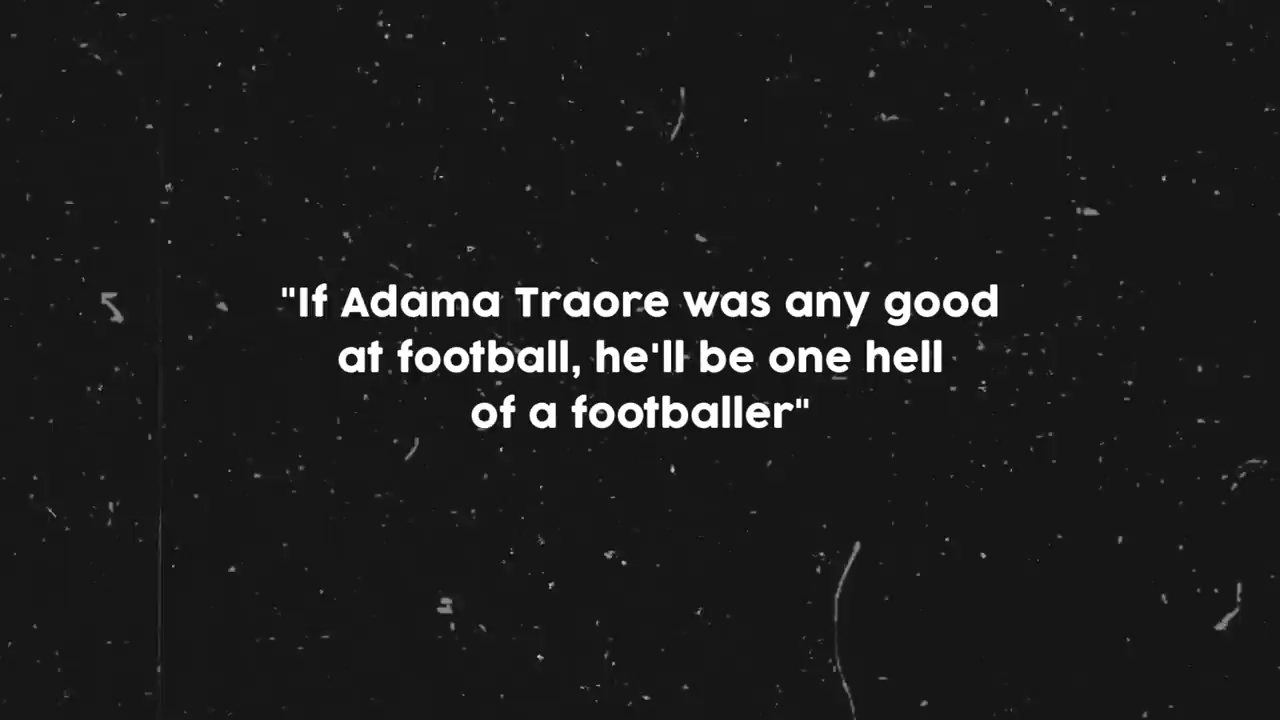 "If Adama Traore was any good
at football, he'll be one hell
of a footballer"